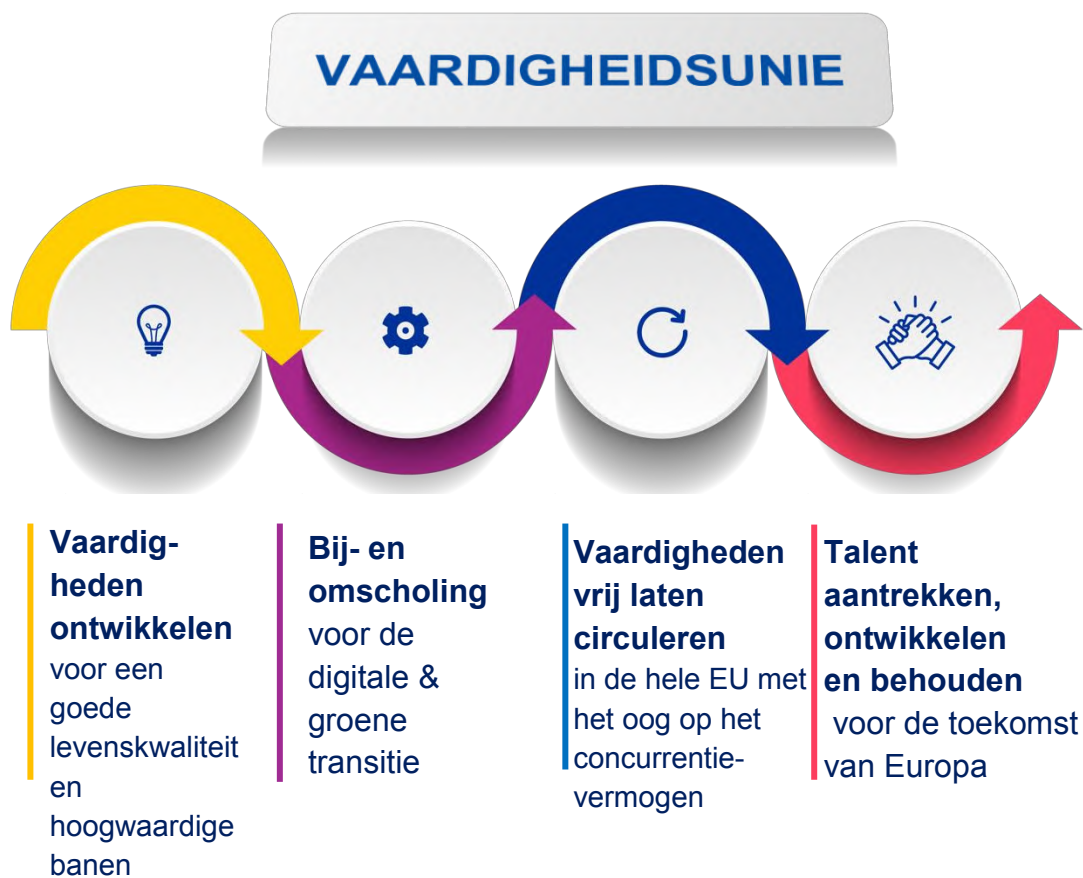 VAARDIGHEIDSUNIE
Vaardig-
heden
ontwikkelen
voor een
goede
levenskwaliteit
en
hoogwaardige
banen
Bij- en
omscholing
voor de
digitale &
groene
transitie
Vaardigheden
vrij laten
circuleren
in de hele EU met
het oog op het
concurrentie-
vermogen
Talent
aantrekken,
ontwikkelen
en behouden
voor de toekomst
van Europa